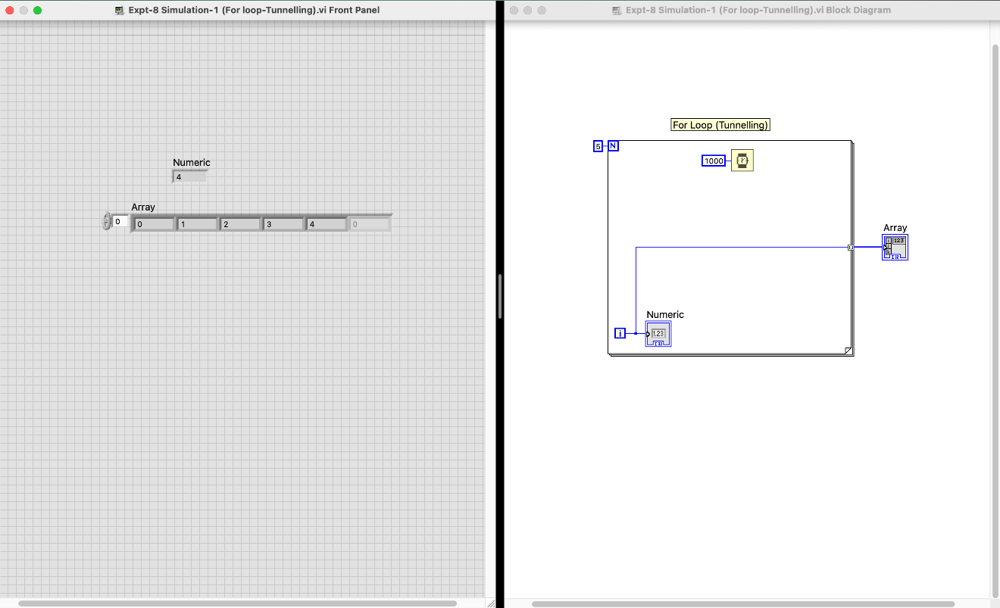 Expt-8 Simulation-1 (For loop-Tunnelling).vi Front Panel
Numeric
4
Array
0
0 1 2 3 4 0
Expt-8 Simulation-1 (For loop-Tunnelling).vi Block Diagram
For Loop (Tunnelling)
5 N
1000
Array
123
Numeric
i
1.23
I32